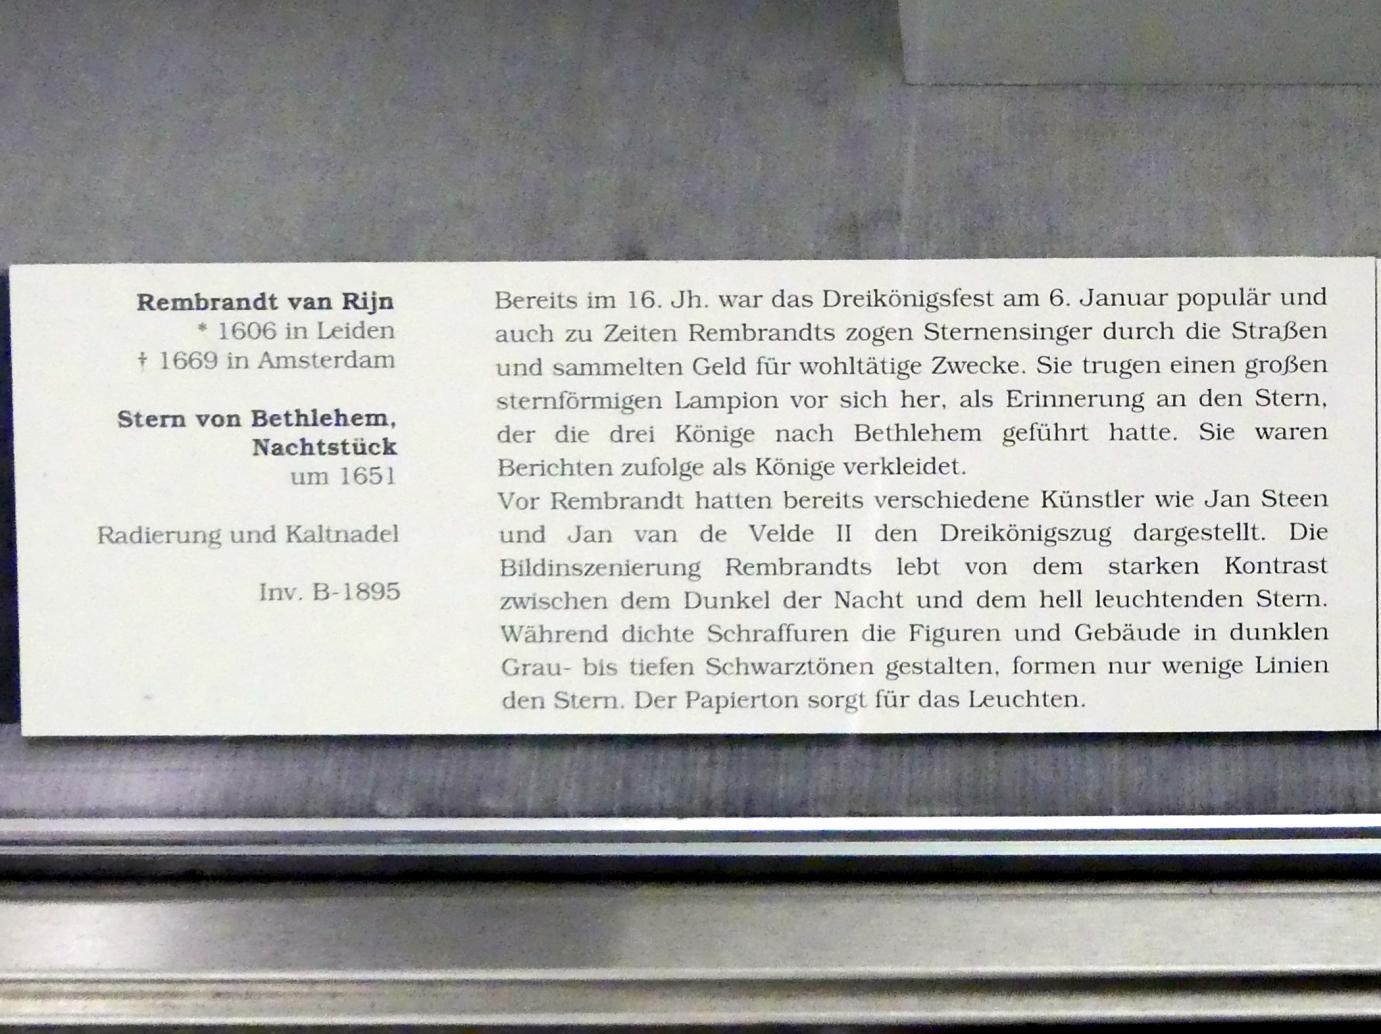 Rembrandt van Rijn
* 1606 in Leiden
† 1669 in Amsterdam
Stern von Bethlehem,
Nachtstück
um 1651
Radierung und Kaltnadel
Inv. B-1895
Bereits im 16. Jh. war das Dreikönigsfest am 6. Januar populär und
auch zu Zeiten Rembrandts zogen Sternensinger durch die Straßen
und sammelten Geld für wohltätige Zwecke. Sie trugen einen großen
sternförmigen Lampion vor sich her, als Erinnerung an den Stern,
der die drei Könige nach Bethlehem geführt hatte. Sie waren
Berichten zufolge als Könige verkleidet.
Vor Rembrandt hatten bereits verschiedene Künstler wie Jan Steen
und Jan van de Velde II den Dreikönigszug dargestellt. Die
Bildinszenierung Rembrandts lebt von dem starken Kontrast
zwischen dem Dunkel der Nacht und dem hell leuchtenden Stern.
Während dichte Schraffuren die Figuren und Gebäude in dunklen
Grau- bis tiefen Schwarztönen gestalten, formen nur wenige Linien
den Stern. Der Papierton sorgt für das Leuchten.